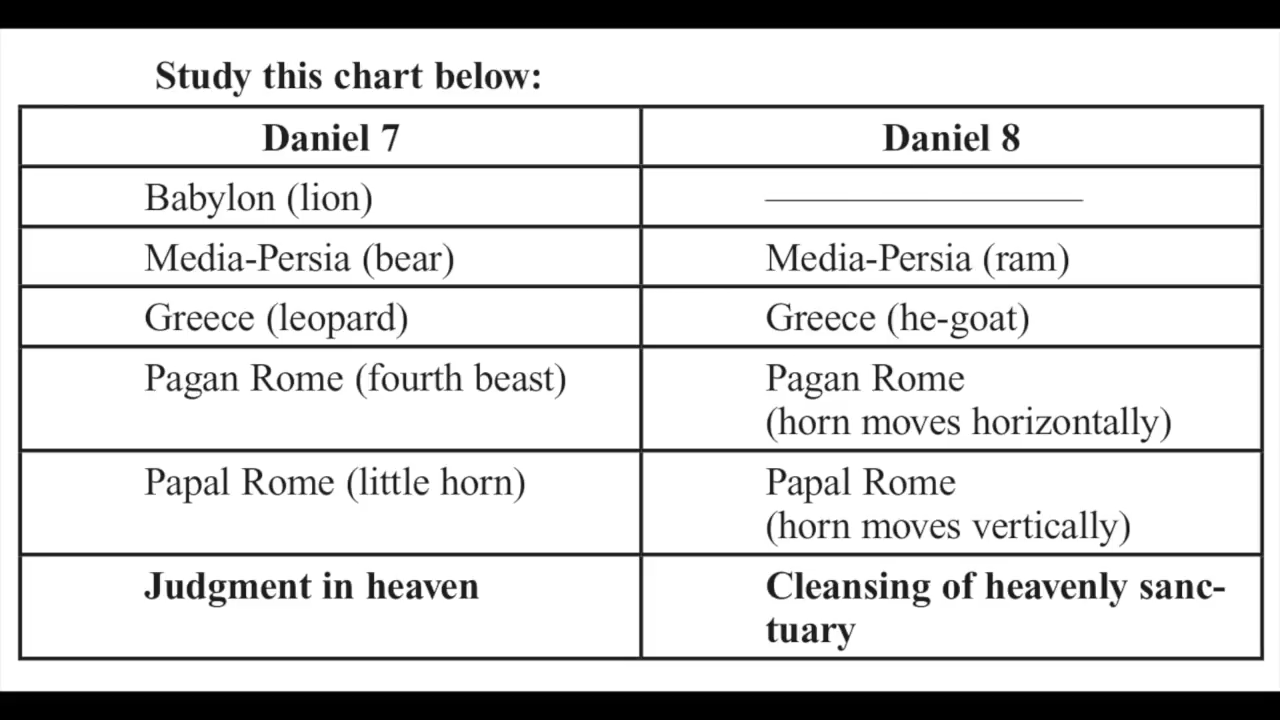 Study this chart below:
Daniel 7 Daniel 8
Babylon (lion)
Media-Persia (bear) Media-Persia (ram)
Greece (leopard) Greece (he-goat)
Pagan Rome (fourth beast) Pagan Rome
(horn moves horizontally)
Papal Rome (little horn) Papal Rome
(horn moves vertically)
Judgment in heaven Cleansing of heavenly sanc-
tuary